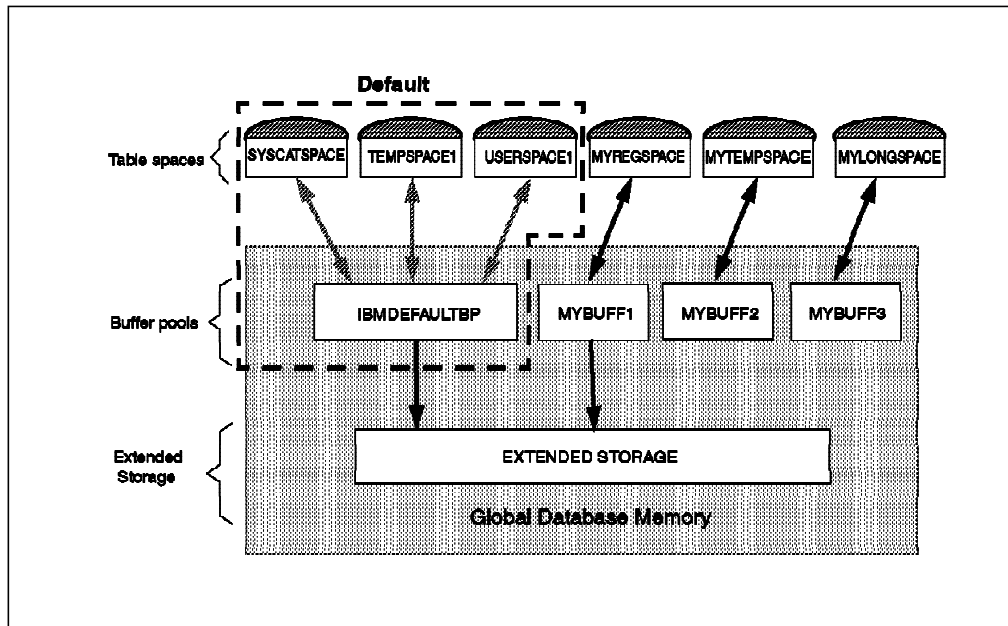 Default
Table spaces
SYSCATSPACE
TEMPSPACE1
USERSPACE1
MYREGSPACE
MYTEMPSPACE
MYLONGSPACE
Buffer pools
IBMDEFAULTBP
MYBUFF1
MYBUFF2
MYBUFF3
Extended
Storage
EXTENDED STORAGE
Global Database Memory